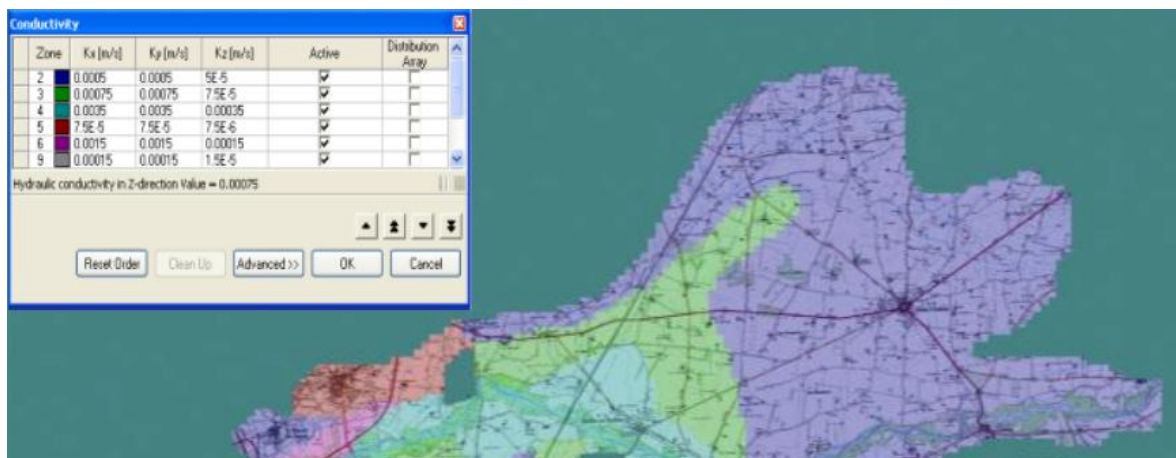 Conductivity
Zone Kx [m/s] Ky [m/s] Kz [m/s] Active Distribution Array
2 0.0005 0.0005 5E-5
3 0.00075 0.00075 7.5E-5
4 0.0035 0.0035 0.00035
5 7.5E-5 7.5E-5 7.5E-6
6 0.0015 0.0015 0.00015
9 0.00015 0.00015 1.5E-5
Hydraulic conductivity in Z-direction Value = 0.00075
Reset Order Clean Up Advanced >> OK Cancel